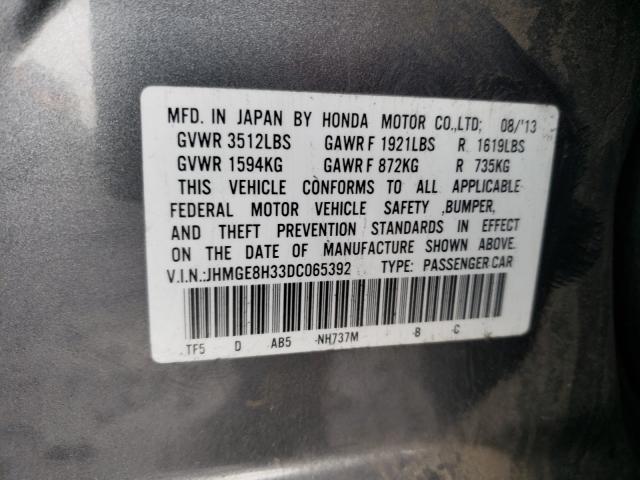 MFD. IN JAPAN BY HONDA MOTOR CO.,LTD; 08/'13
GVWR 3512LBS GAWR F 1921LBS R 1619LBS
GVWR 1594KG GAWR F 872KG R 735KG
THIS VEHICLE CONFORMS TO ALL APPLICABLE
FEDERAL MOTOR VEHICLE SAFETY ,BUMPER,
AND THEFT PREVENTION STANDARDS IN EFFECT
ON THE DATE OF MANUFACTURE SHOWN ABOVE.
V.I.N.:JHMGE8H33DC065392 TYPE: PASSENGER CAR
TF5 D AB5 -NH737M -B -C